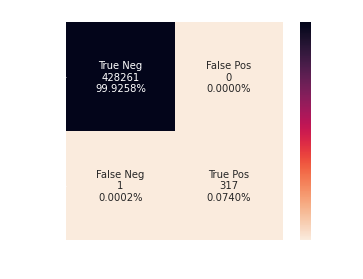 True Neg
428261
99.9258%
False Pos
0
0.0000%
False Neg
1
0.0002%
True Pos
317
0.0740%